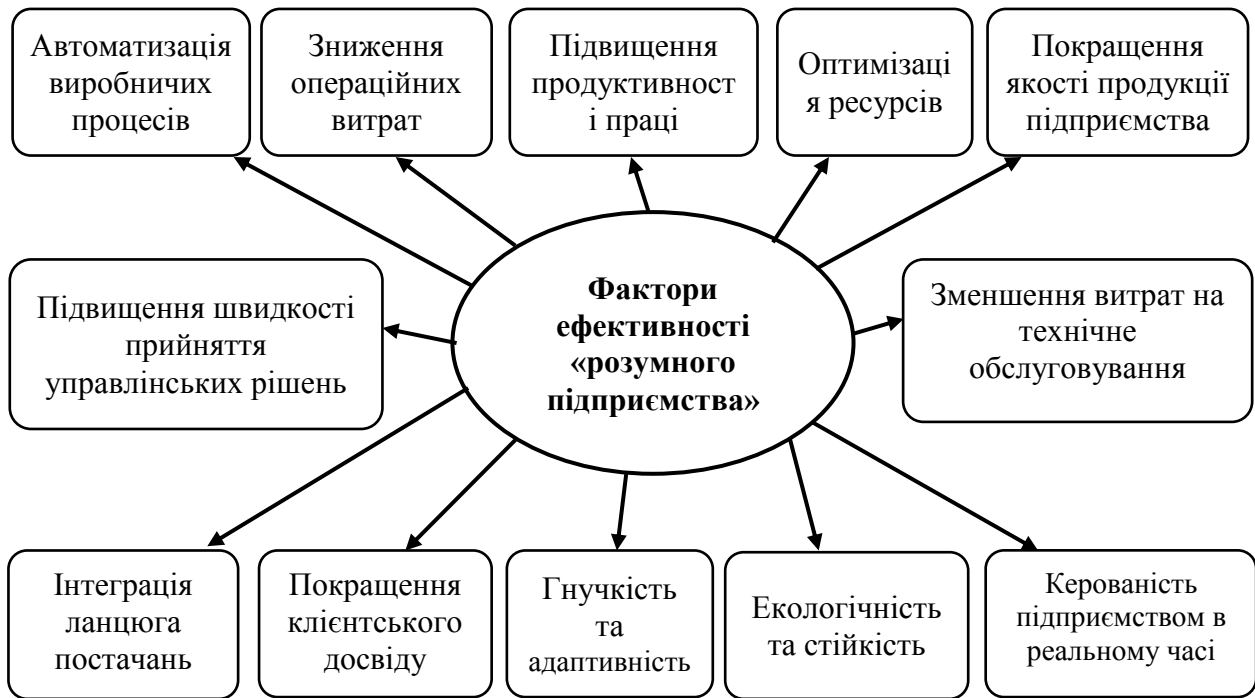 Автоматизація
виробничих
процесів
Зниження
операційних
витрат
Підвищення
продуктивност
і праці
Оптимізаці
я ресурсів
Покращення
якості продукції
підприємства
Підвищення швидкості
прийняття
управлінських рішень
Фактори
ефективності
«розумного
підприємства»
Зменшення витрат на
технічне
обслуговування
Інтеграція
ланцюга
постачань
Покращення
клієнтського
досвіду
Гнучкість
та
адаптивність
Екологічність
та стійкість
Керованість
підприємством в
реальному часі